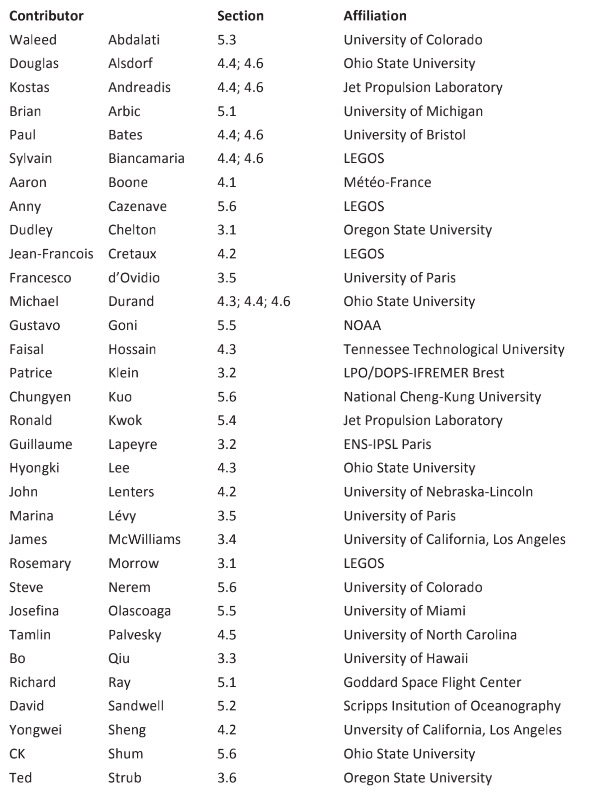 Contributor Section Affiliation
Waleed Abdalati 5.3 University of Colorado
Douglas Alsdorf 4.4; 4.6 Ohio State University
Kostas Andreadis 4.4; 4.6 Jet Propulsion Laboratory
Brian Arbic 5.1 University of Michigan
Paul Bates 4.4; 4.6 University of Bristol
Sylvain Biancamaria 4.4; 4.6 LEGOS
Aaron Boone 4.1 Météo-France
Anny Cazenave 5.6 LEGOS
Dudley Chelton 3.1 Oregon State University
Jean-Francois Cretaux 4.2 LEGOS
Francesco d’Ovidio 3.5 University of Paris
Michael Durand 4.3; 4.4; 4.6 Ohio State University
Gustavo Goni 5.5 NOAA
Faisal Hossain 4.3 Tennessee Technological University
Patrice Klein 3.2 LPO/DOPS-IFREMER Brest
Chungyen Kuo 5.6 National Cheng-Kung University
Ronald Kwok 5.4 Jet Propulsion Laboratory
Guillaume Lapeyre 3.2 ENS-IPSL Paris
Hyongki Lee 4.3 Ohio State University
John Lenters 4.2 University of Nebraska-Lincoln
Marina Lévy 3.5 University of Paris
James McWilliams 3.4 University of California, Los Angeles
Rosemary Morrow 3.1 LEGOS
Steve Nerem 5.6 University of Colorado
Josefina Olascoaga 5.5 University of Miami
Tamlin Palvesky 4.5 University of North Carolina
Bo Qiu 3.3 University of Hawaii
Richard Ray 5.1 Goddard Space Flight Center
David Sandwell 5.2 Scripps Insitution of Oceanography
Yongwei Sheng 4.2 Unversity of California, Los Angeles
CK Shum 5.6 Ohio State University
Ted Strub 3.6 Oregon State University